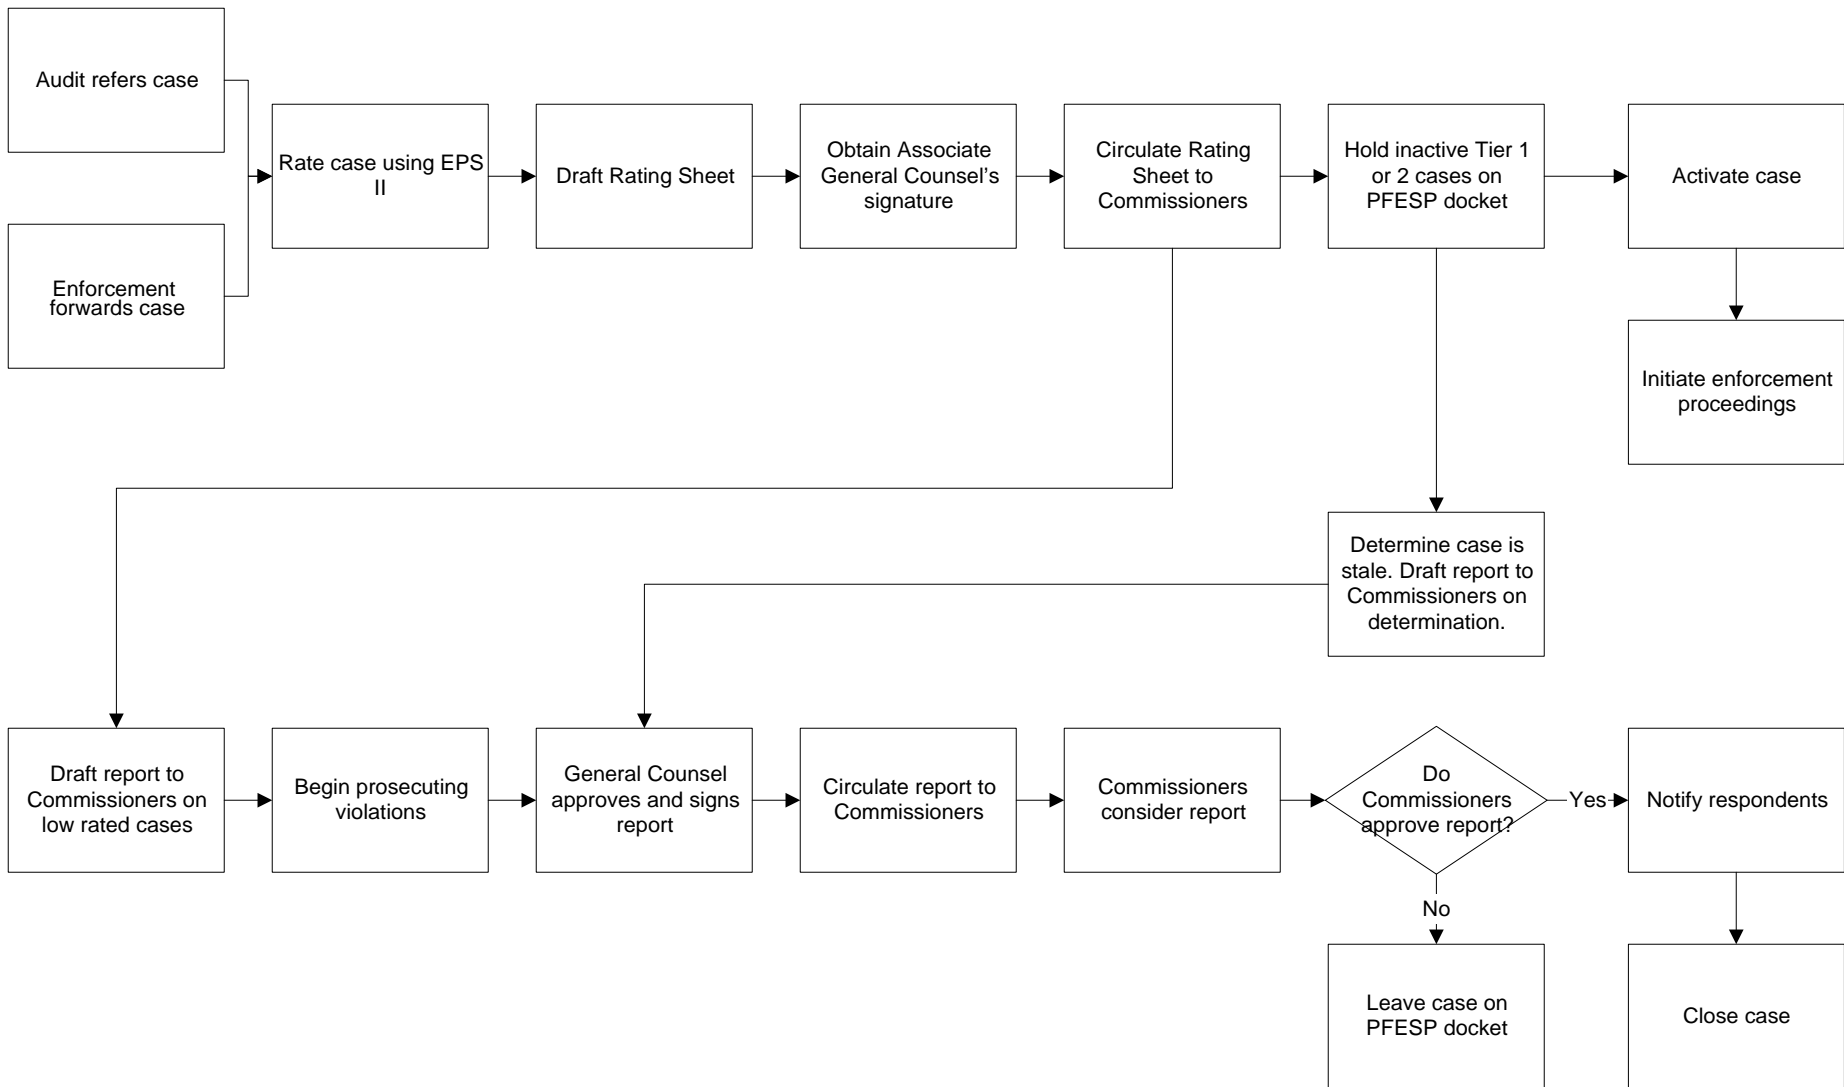 Audit refers case
Enforcement
forwards case
Rate case using EPS
II
Draft Rating Sheet
Obtain Associate
General Counsel’s
signature
Circulate Rating
Sheet to
Commissioners
Hold inactive Tier 1
or 2 cases on
PFESP docket
Activate case
Initiate enforcement
proceedings
Determine case is
stale. Draft report to
Commissioners on
determination.
Draft report to
Commissioners on
low rated cases
Begin prosecuting
violations
General Counsel
approves and signs
report
Circulate report to
Commissioners
Commissioners
consider report
Do
Commissioners
approve report?
Yes
Notify respondents
No
Leave case on
PFESP docket
Close case